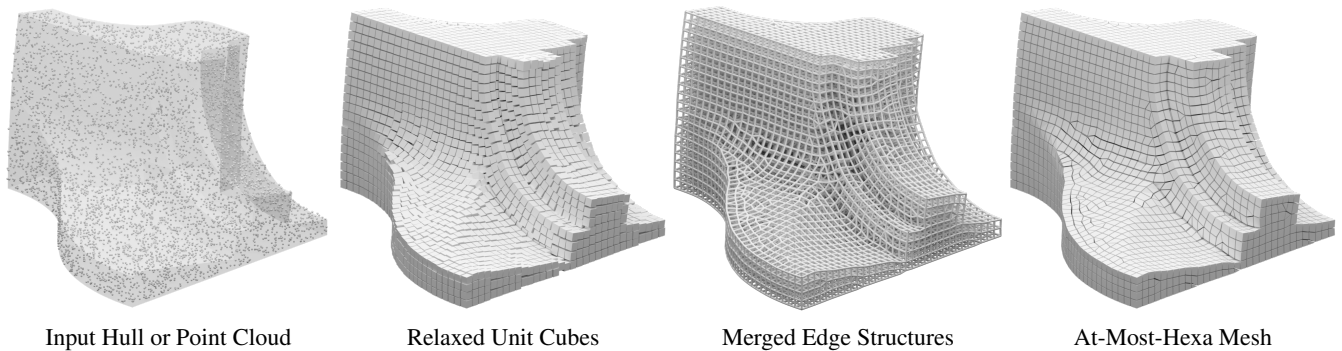 Input Hull or Point Cloud
Relaxed Unit Cubes
Merged Edge Structures
At-Most-Hexa Mesh